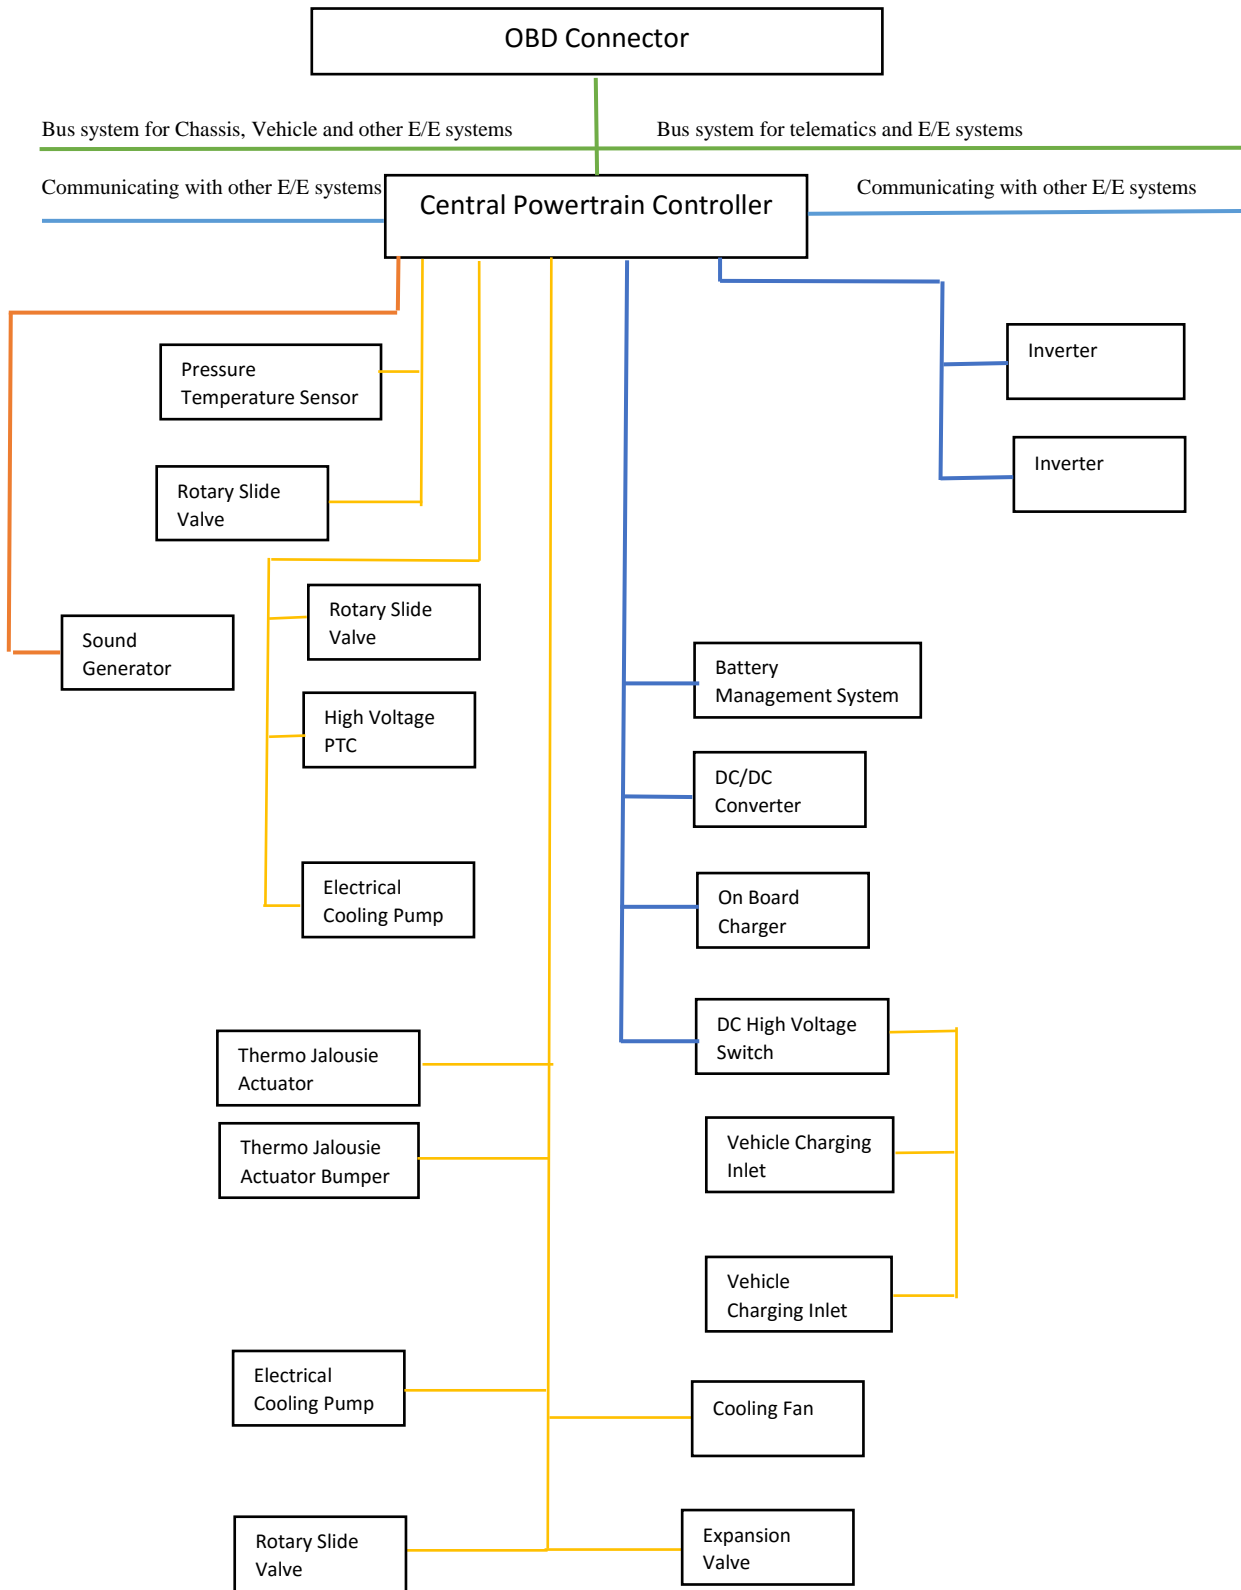 OBD Connector
Bus system for Chassis, Vehicle and other E/E systems
Bus system for telematics and E/E systems
Communicating with other E/E systems
Central Powertrain Controller
Communicating with other E/E systems
Pressure
Temperature Sensor
Inverter
Inverter
Rotary Slide
Valve
Rotary Slide
Valve
Sound
Generator
Battery
Management System
High Voltage
PTC
DC/DC
Converter
Electrical
Cooling Pump
On Board
Charger
DC High Voltage
Switch
Thermo Jalousie
Actuator
Thermo Jalousie
Actuator Bumper
Vehicle Charging
Inlet
Vehicle
Charging Inlet
Electrical
Cooling Pump
Cooling Fan
Rotary Slide
Valve
Expansion
Valve